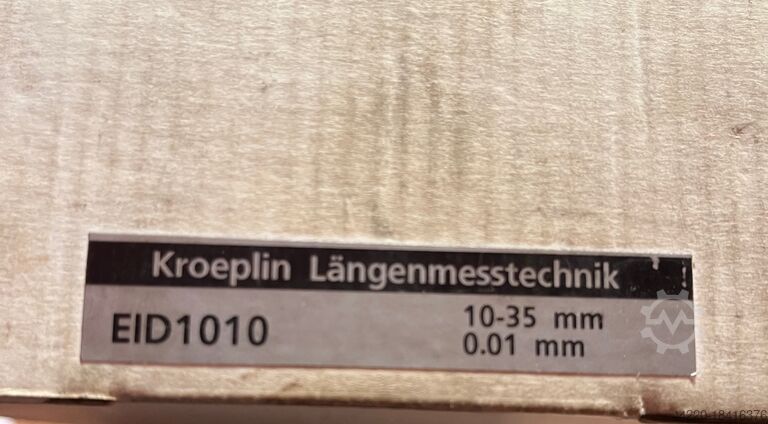 Kroeplin Längenmesstechnik
EID1010
10-35 mm
0.01 mm